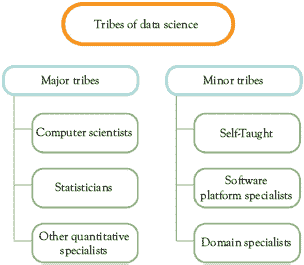 Tribes of data science
Major tribes
Computer scientists
Statisticians
Other quantitative
specialists
Minor tribes
Self-Taught
Software
platform specialists
Domain specialists